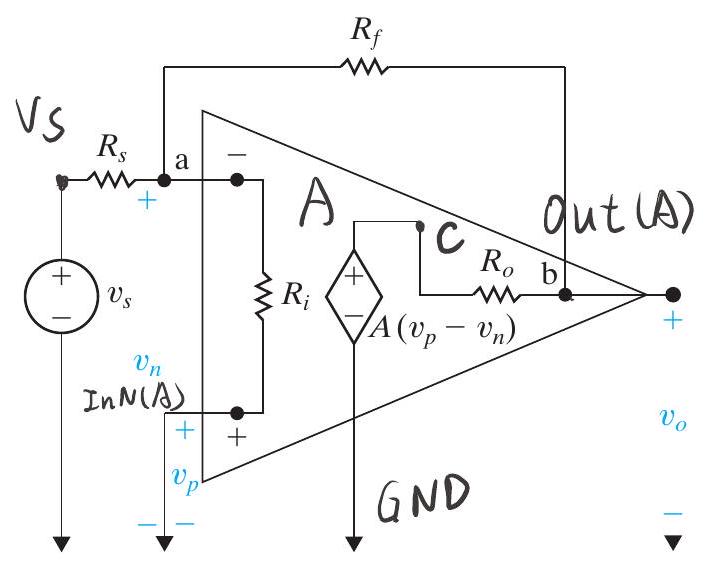 R_f
VS
R_s
a
−
+
A
C
Out(A)
R_o
b
+
−
v_s
R_i
+
−
A(v_p − v_n)
+
v_n
InN(A)
+
+
v_p
v_o
GND
− −
−